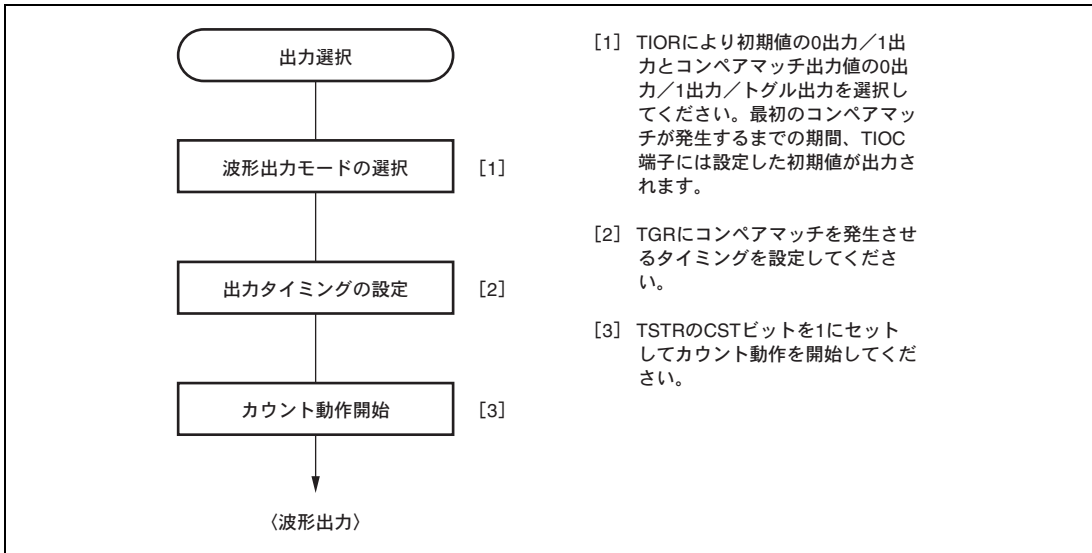 出力選択
波形出力モードの選択 [1]
出力タイミングの設定 [2]
カウント動作開始 [3]
〈波形出力〉
[1] TIORにより初期値の0出力／1出
力とコンペアマッチ出力値の0出
力／1出力／トグル出力を選択し
てください。最初のコンペアマッ
チが発生するまでの期間、TIOC
端子には設定した初期値が出力さ
れます。
[2] TGRにコンペアマッチを発生させ
るタイミングを設定してくださ
い。
[3] TSTRのCSTビットを1にセット
してカウント動作を開始してくだ
さい。